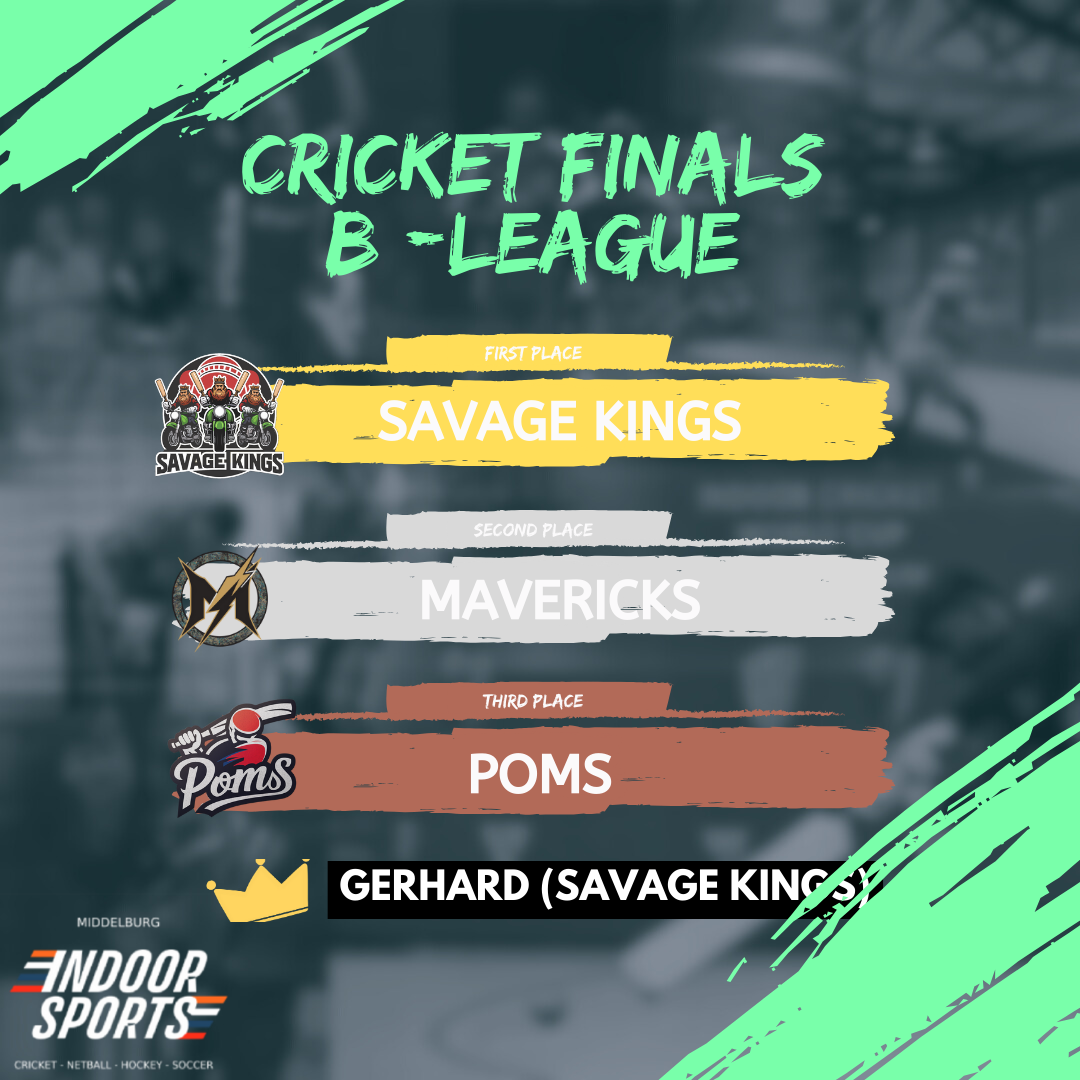 CRICKET FINALS
B -LEAGUE
FIRST PLACE
SAVAGE KINGS
SAVAGE KINGS
SECOND PLACE
M
MAVERICKS
THIRD PLACE
Poms
POMS
GERHARD (SAVAGE KINGS)
MIDDELBURG
INDOOR
SPORTS
CRICKET - NETBALL - HOCKEY - SOCCER